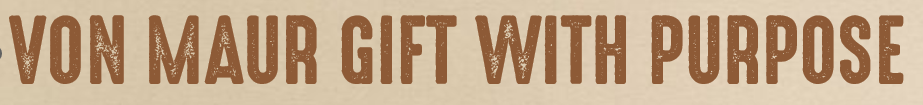 VON MAUR GIFT WITH PURPOSE